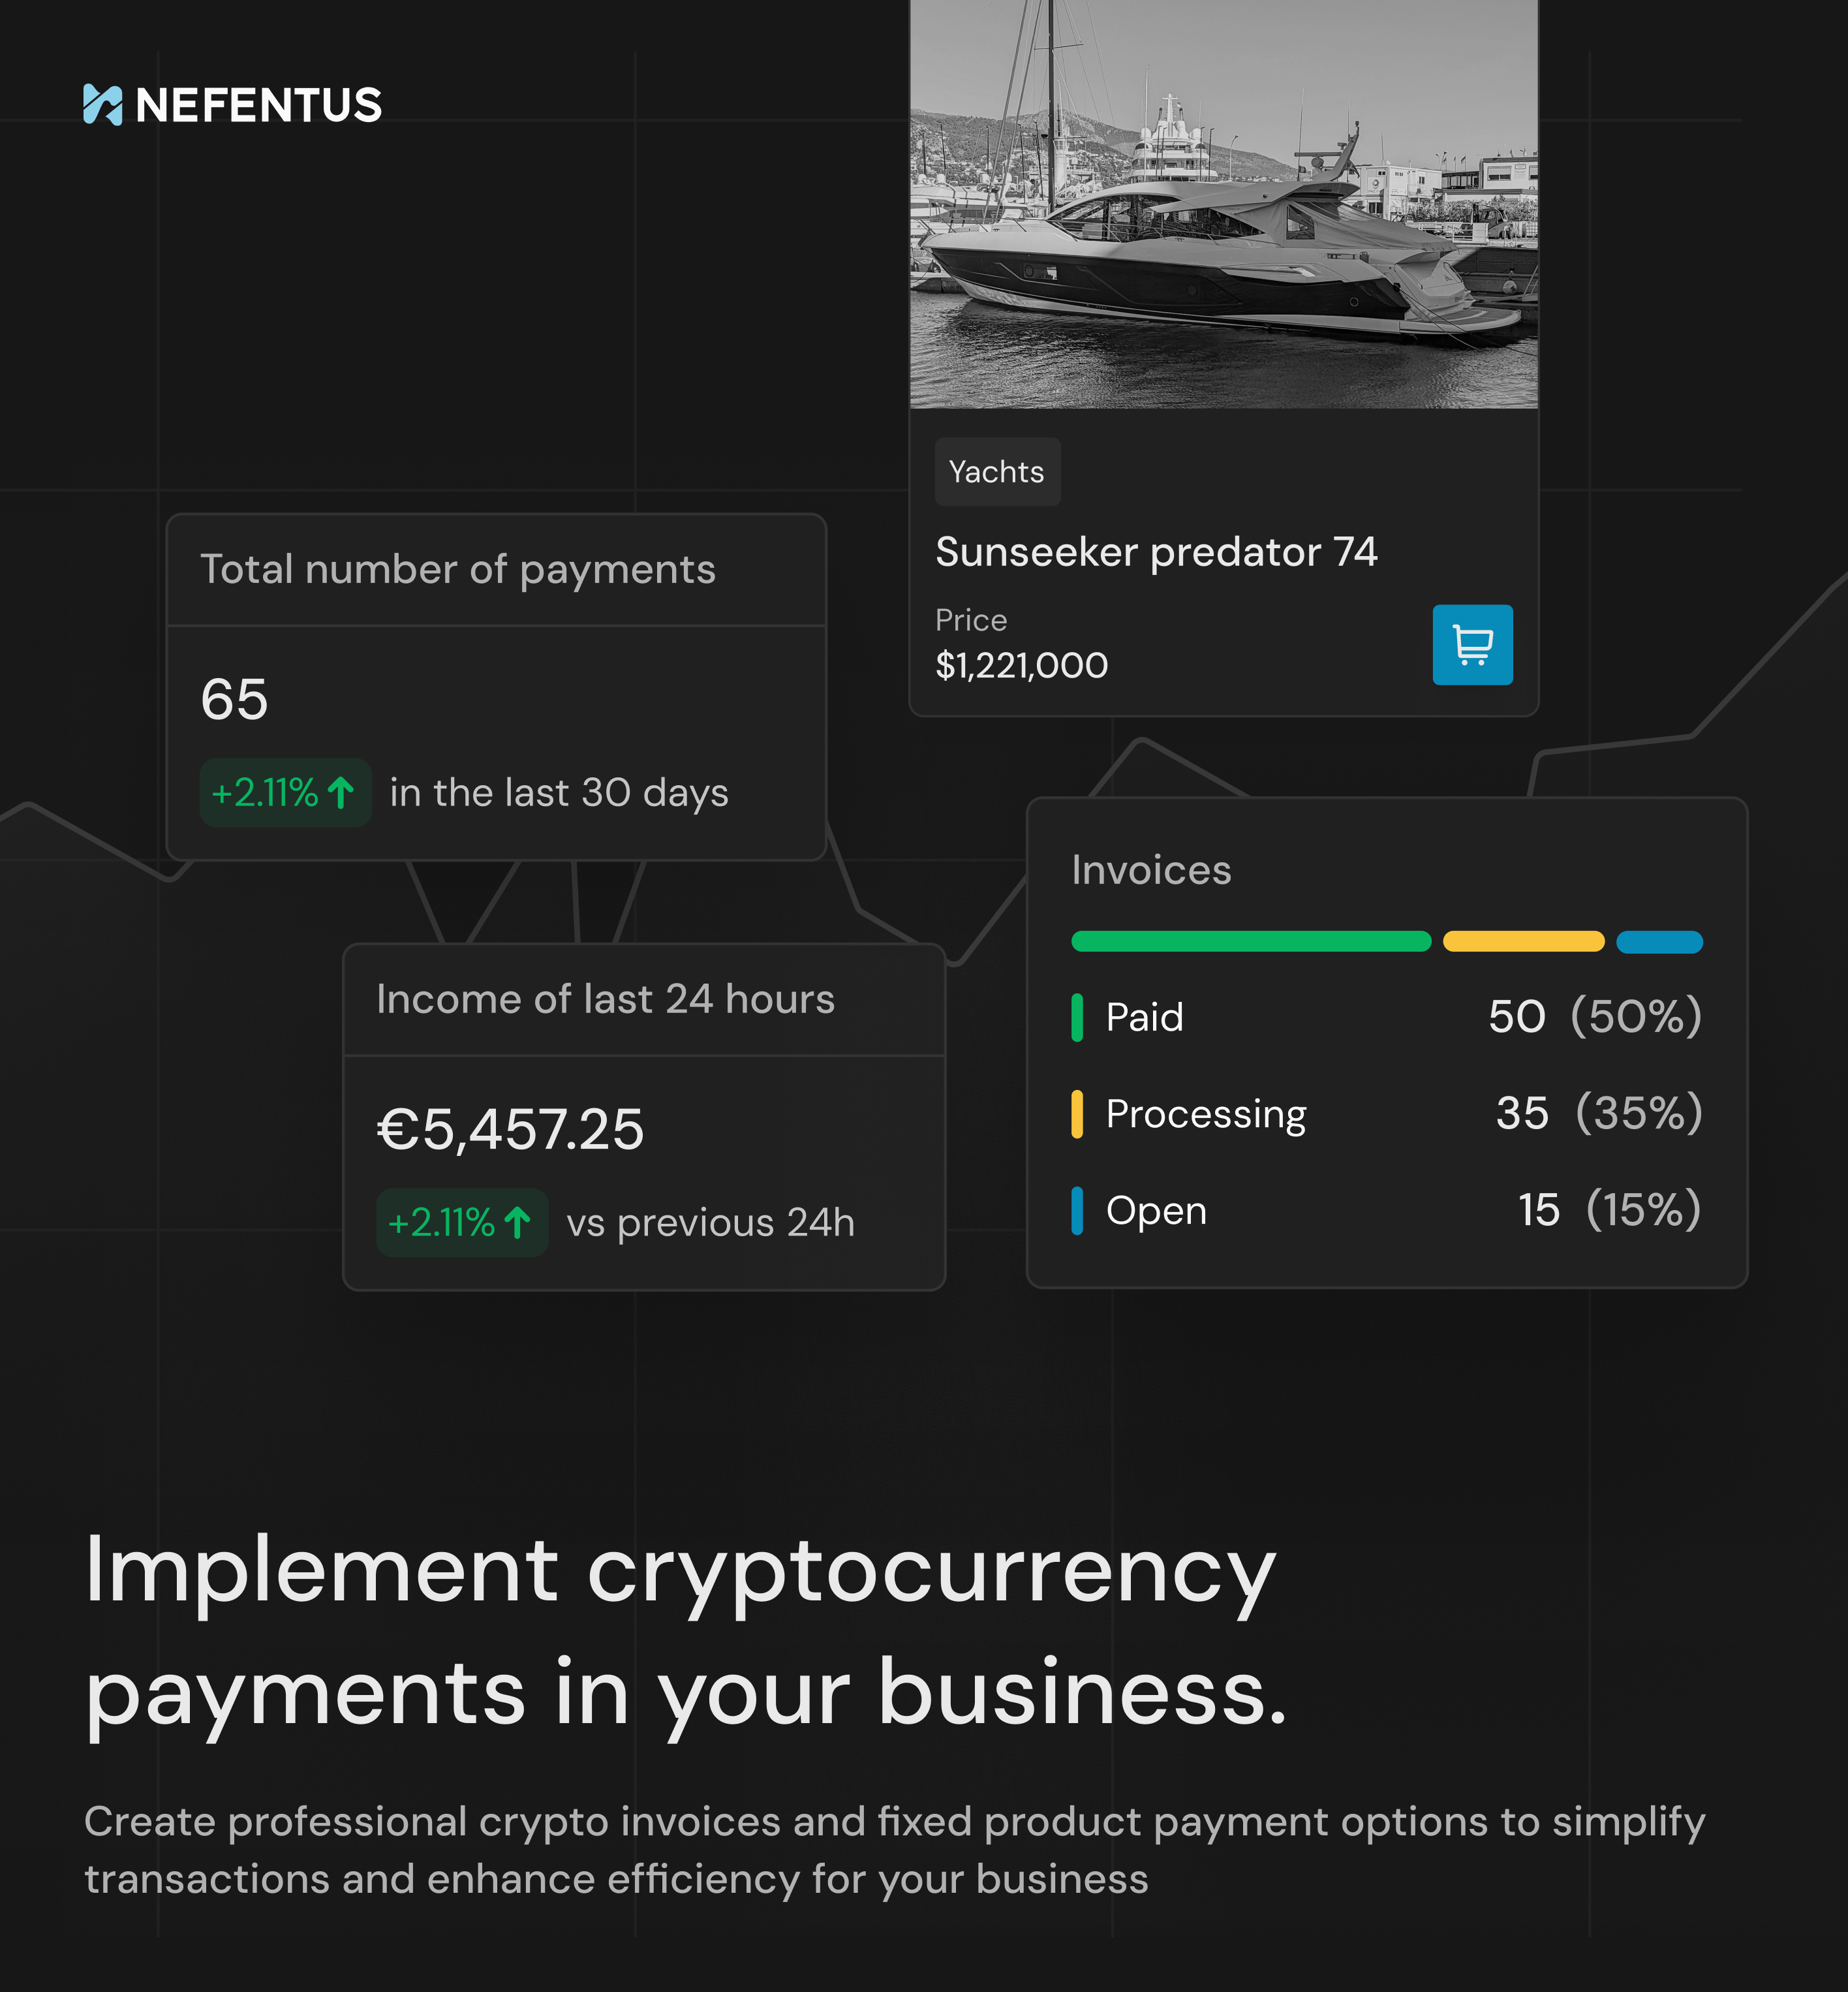 NEFENTUS
Yachts
Sunseeker predator 74
Price
$1,221,000
Total number of payments
65
+2.11% in the last 30 days
Income of last 24 hours
€5,457.25
+2.11% vs previous 24h
Invoices
Paid 50 (50%)
Processing 35 (35%)
Open 15 (15%)
Implement cryptocurrency
payments in your business.
Create professional crypto invoices and fixed product payment options to simplify
transactions and enhance efficiency for your business